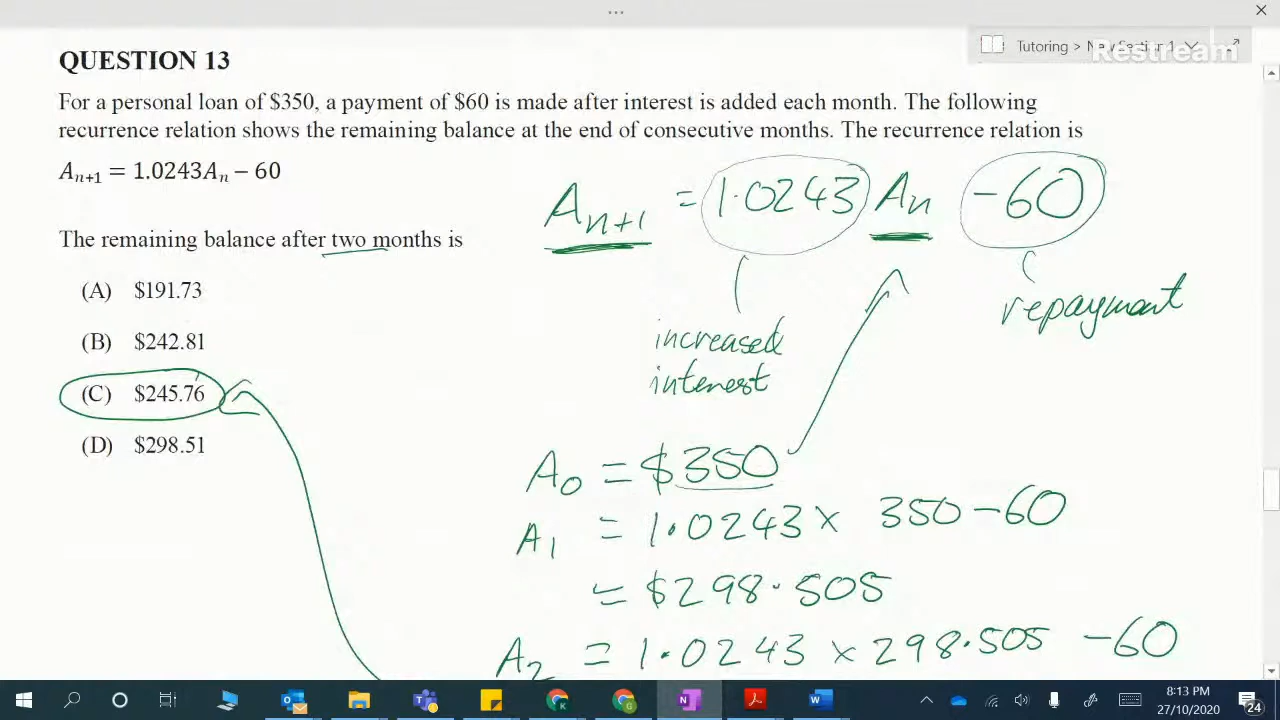 Tutoring > New Section 1
Restream
QUESTION 13
For a personal loan of $350, a payment of $60 is made after interest is added each month. The following
recurrence relation shows the remaining balance at the end of consecutive months. The recurrence relation is
Aₙ₊₁ = 1.0243Aₙ − 60
Aₙ₊₁ = 1.0243 Aₙ −60
The remaining balance after two months is
(A) $191.73
(B) $242.81
(C) $245.76
(D) $298.51
increased
interest
repayment
A₀ = $350
A₁ = 1.0243 × 350 −60
= $298.505
A₂ = 1.0243 × 298.505 −60
8:13 PM
27/10/2020
24